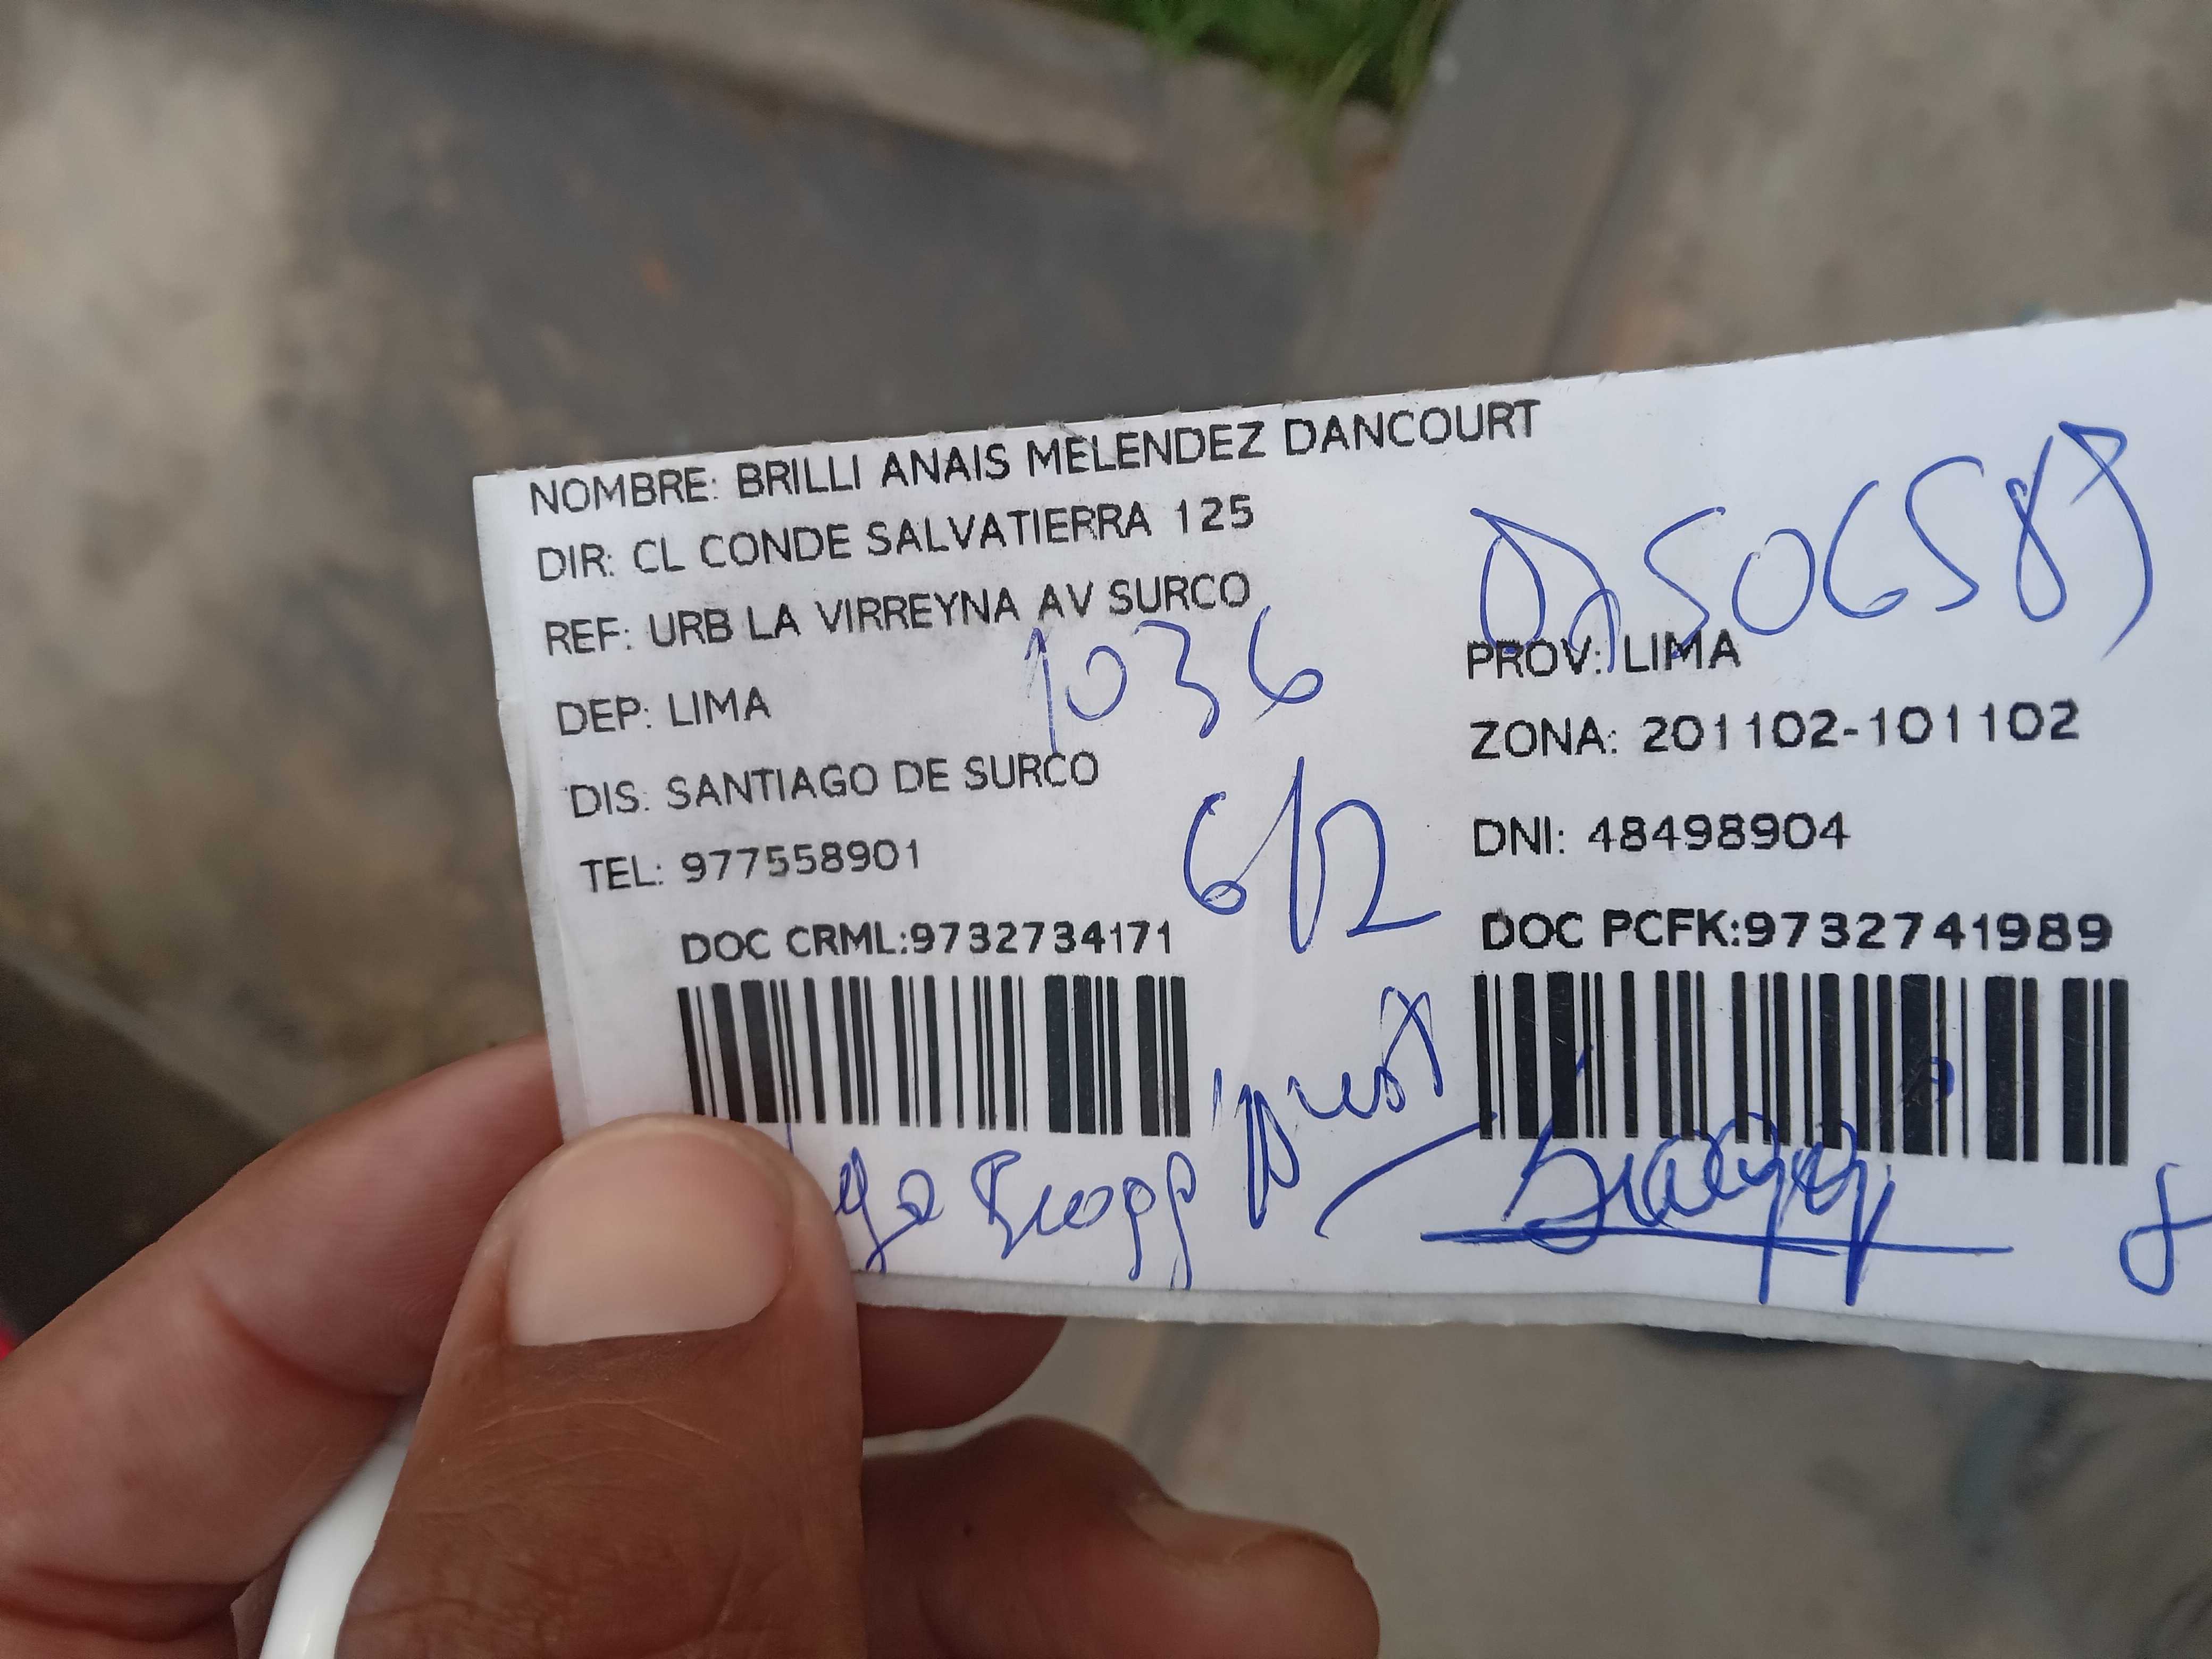 NOMBRE: BRILLI ANAIS MELENDEZ DANCOURT
DIR: CL CONDE SALVATIERRA 125
REF: URB LA VIRREYNA AV SURCO
1036
DEP: LIMA
PROV: LIMA
DIS: SANTIAGO DE SURCO
ZONA: 201102-101102
TEL: 977558901
6/12
DNI: 48498904
DOC CRML:9732734171
DOC PCFK:9732741989